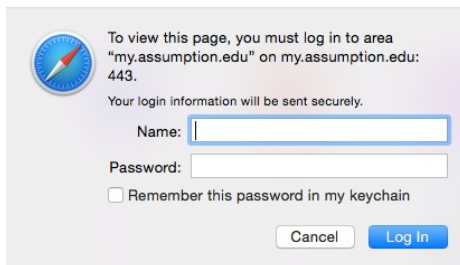 To view this page, you must log in to area
“my.assumption.edu” on my.assumption.edu:
443.
Your login information will be sent securely.
Name:
Password:
Remember this password in my keychain
Cancel Log In